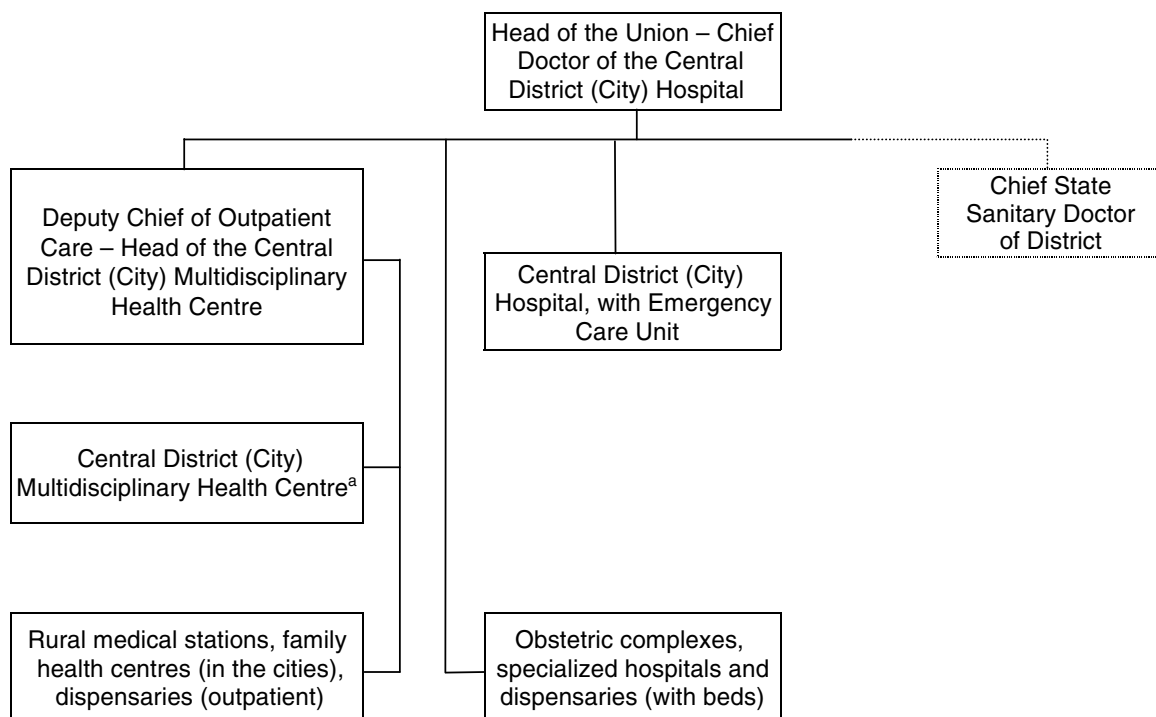 Head of the Union – Chief
Doctor of the Central
District (City) Hospital
Deputy Chief of Outpatient
Care – Head of the Central
District (City) Multidisciplinary
Health Centre
Central District (City)
Hospital, with Emergency
Care Unit
Chief State
Sanitary Doctor
of District
Central District (City)
Multidisciplinary Health Centreᵃ
Rural medical stations, family
health centres (in the cities),
dispensaries (outpatient)
Obstetric complexes,
specialized hospitals and
dispensaries (with beds)